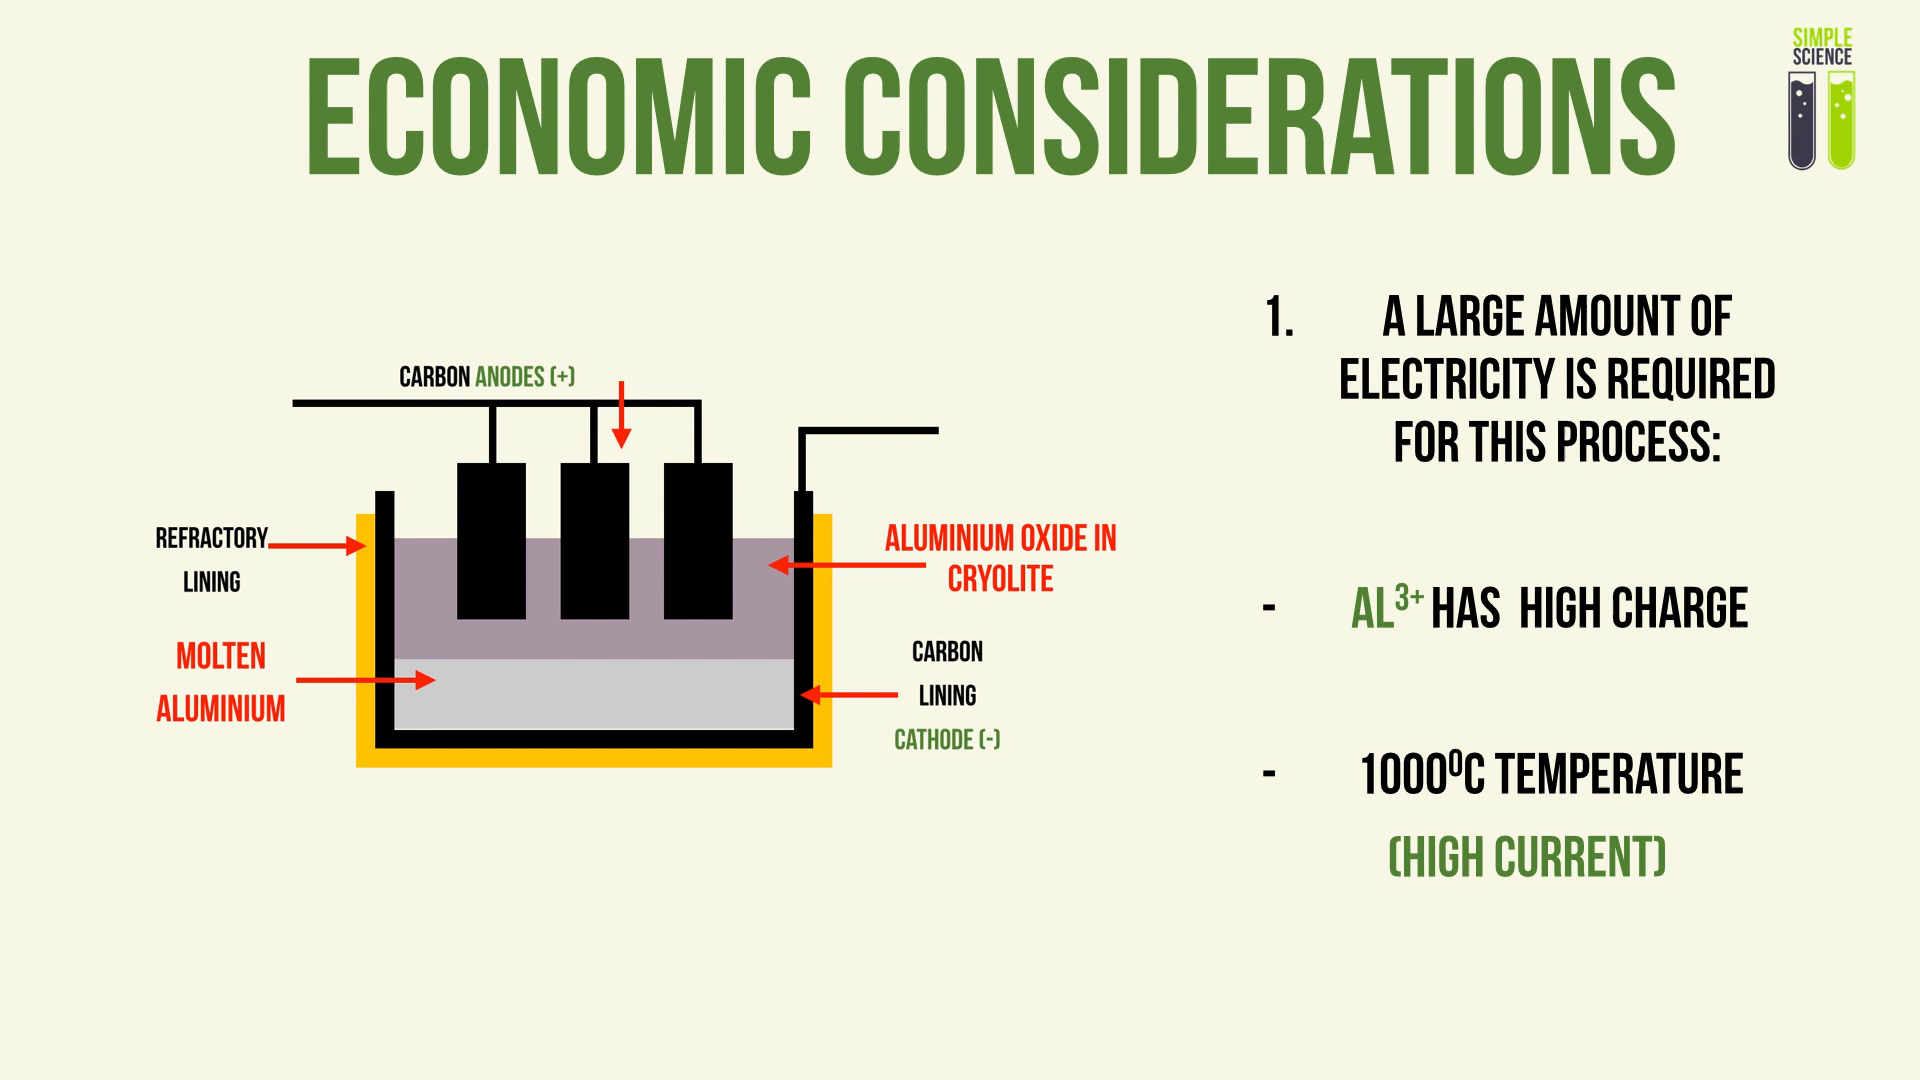 ECONOMIC CONSIDERATIONS
SIMPLE
SCIENCE
CARBON ANODES (+)
REFRACTORY
LINING
MOLTEN
ALUMINIUM
ALUMINIUM OXIDE IN
CRYOLITE
CARBON
LINING
CATHODE (-)
1. A LARGE AMOUNT OF
ELECTRICITY IS REQUIRED
FOR THIS PROCESS:
- AL³⁺ HAS HIGH CHARGE
- 1000⁰C TEMPERATURE
(HIGH CURRENT)